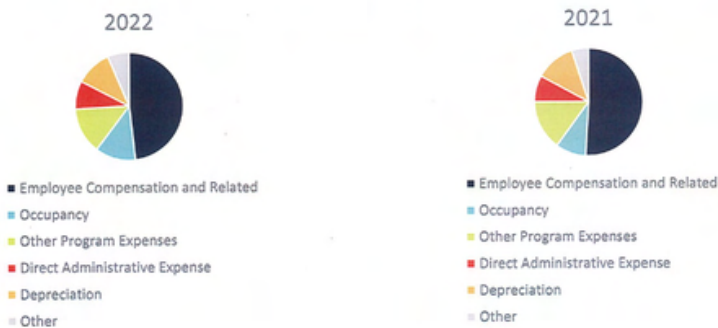 2022
Employee Compensation and Related
Occupancy
Other Program Expenses
Direct Administrative Expense
Depreciation
Other
2021
Employee Compensation and Related
Occupancy
Other Program Expenses
Direct Administrative Expense
Depreciation
Other